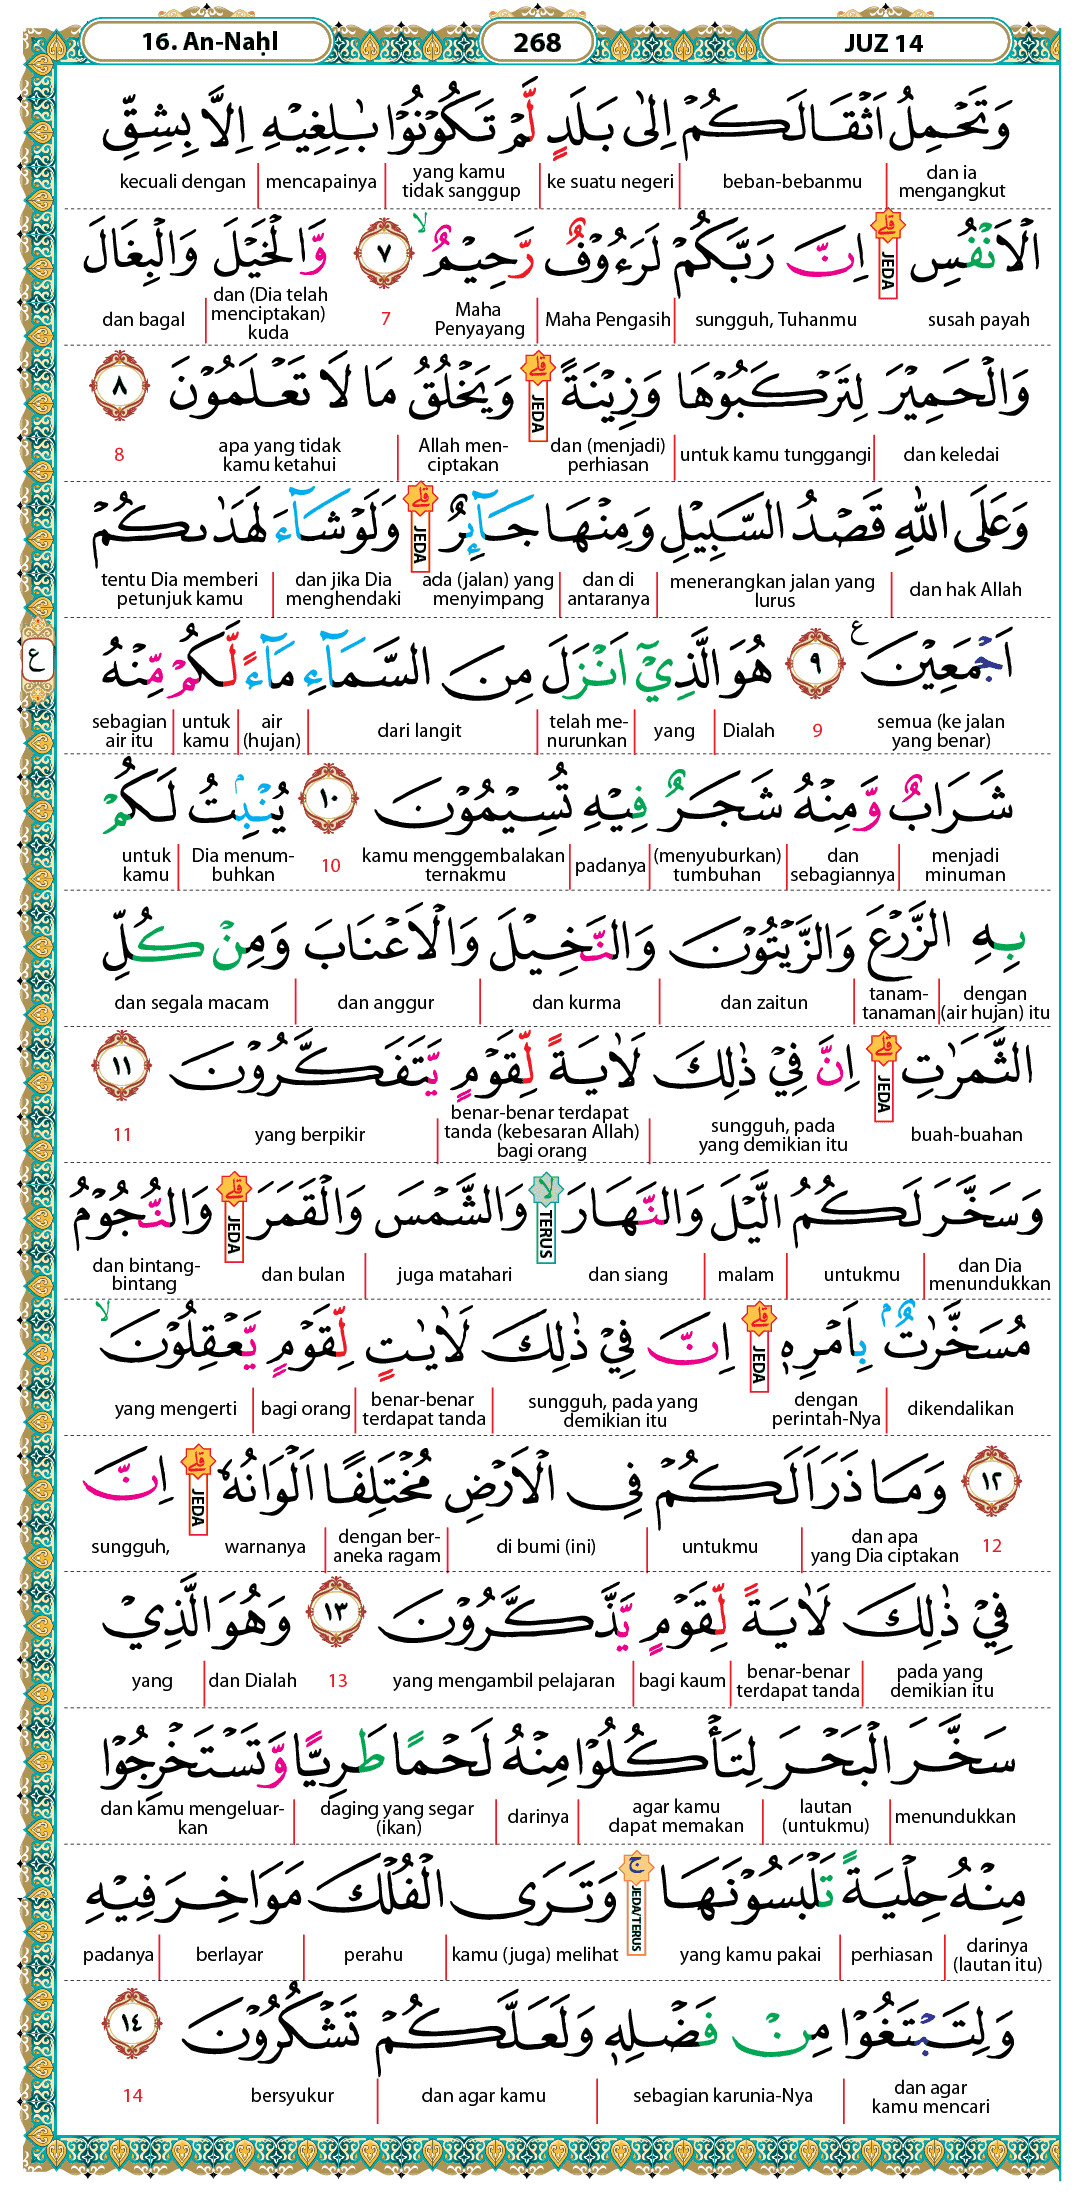 16. An-Naḥl 268 JUZ 14
وَتَحْمِلُ اَثْقَالَكُمْ اِلٰى بَلَدٍ لَّمْ تَكُوْنُوْا بٰلِغِيْهِ اِلَّا بِشِقِّ
dan ia mengangkut | beban-bebanmu | ke suatu negeri | yang kamu tidak sanggup | mencapainya | kecuali dengan
الْاَنْفُسِ ۗ JEDA اِنَّ رَبَّكُمْ لَرَءُوْفٌ رَّحِيْمٌ ۙ ٧ وَّالْخَيْلَ وَالْبِغَالَ
susah payah | sungguh, Tuhanmu | Maha Pengasih | Maha Penyayang 7 dan (Dia telah menciptakan) kuda | dan bagal
وَالْحَمِيْرَ لِتَرْكَبُوْهَا وَزِيْنَةً ۗ JEDA وَيَخْلُقُ مَا لَا تَعْلَمُوْنَ ٨
dan keledai | untuk kamu tunggangi | dan (menjadi) perhiasan Allah men-ciptakan | apa yang tidak kamu ketahui 8
وَعَلَى اللّٰهِ قَصْدُ السَّبِيْلِ وَمِنْهَا جَاۤىِٕرٌ ۗ JEDA وَلَوْ شَاۤءَ لَهَدٰىكُمْ
dan hak Allah | menerangkan jalan yang lurus | dan di antaranya | ada (jalan) yang menyimpang dan jika Dia menghendaki | tentu Dia memberi petunjuk kamu
اَجْمَعِيْنَ ࣖ ٩ هُوَ الَّذِيْٓ اَنْزَلَ مِنَ السَّمَاۤءِ مَاۤءً لَّكُمْ مِّنْهُ ع
semua (ke jalan yang benar) 9 Dialah | yang | telah me-nurunkan | dari langit | air (hujan) | untuk kamu | sebagian air itu
شَرَابٌ وَّمِنْهُ شَجَرٌ فِيْهِ تُسِيْمُوْنَ ١٠ يُنْۢبِتُ لَكُمْ
menjadi minuman | dan sebagiannya | (menyuburkan) tumbuhan | padanya | kamu menggembalakan ternakmu 10 Dia menum-buhkan | untuk kamu
بِهِ الزَّرْعَ وَالزَّيْتُوْنَ وَالنَّخِيْلَ وَالْاَعْنَابَ وَمِنْ كُلِّ
dengan (air hujan) itu | tanam-tanaman | dan zaitun | dan kurma | dan anggur | dan segala macam
الثَّمَرٰتِ ۗ JEDA اِنَّ فِيْ ذٰلِكَ لَاٰيَةً لِّقَوْمٍ يَّتَفَكَّرُوْنَ ١١
buah-buahan sungguh, pada yang demikian itu | benar-benar terdapat tanda (kebesaran Allah) bagi orang | yang berpikir 11
وَسَخَّرَ لَكُمُ الَّيْلَ وَالنَّهَارَ ۙ TERUS وَالشَّمْسَ وَالْقَمَرَ ۗ JEDA وَالنُّجُوْمُ
dan Dia menundukkan | untukmu | malam | dan siang juga matahari | dan bulan dan bintang-bintang
مُسَخَّرٰتٌۢ بِاَمْرِهٖ ۗ JEDA اِنَّ فِيْ ذٰلِكَ لَاٰيٰتٍ لِّقَوْمٍ يَّعْقِلُوْنَ ۙ
dikendalikan | dengan perintah-Nya sungguh, pada yang demikian itu | benar-benar terdapat tanda | bagi orang | yang mengerti
١٢ وَمَا ذَرَاَ لَكُمْ فِى الْاَرْضِ مُخْتَلِفًا اَلْوَانُهٗ ۗ JEDA اِنَّ
12 dan apa yang Dia ciptakan | untukmu | di bumi (ini) | dengan ber-aneka ragam | warnanya sungguh,
فِيْ ذٰلِكَ لَاٰيَةً لِّقَوْمٍ يَّذَّكَّرُوْنَ ١٣ وَهُوَ الَّذِيْ
pada yang demikian itu | benar-benar terdapat tanda | bagi kaum | yang mengambil pelajaran 13 dan Dialah | yang
سَخَّرَ الْبَحْرَ لِتَأْكُلُوْا مِنْهُ لَحْمًا طَرِيًّا وَّتَسْتَخْرِجُوْا
menundukkan | lautan (untukmu) | agar kamu dapat memakan | darinya | daging yang segar (ikan) | dan kamu mengeluar-kan
مِنْهُ حِلْيَةً تَلْبَسُوْنَهَا ۚ JEDA/TERUS وَتَرَى الْفُلْكَ مَوَاخِرَ فِيْهِ
darinya (lautan itu) | perhiasan | yang kamu pakai kamu (juga) melihat | perahu | berlayar | padanya
وَلِتَبْتَغُوْا مِنْ فَضْلِهٖ وَلَعَلَّكُمْ تَشْكُرُوْنَ ١٤
dan agar kamu mencari | sebagian karunia-Nya | dan agar kamu | bersyukur 14